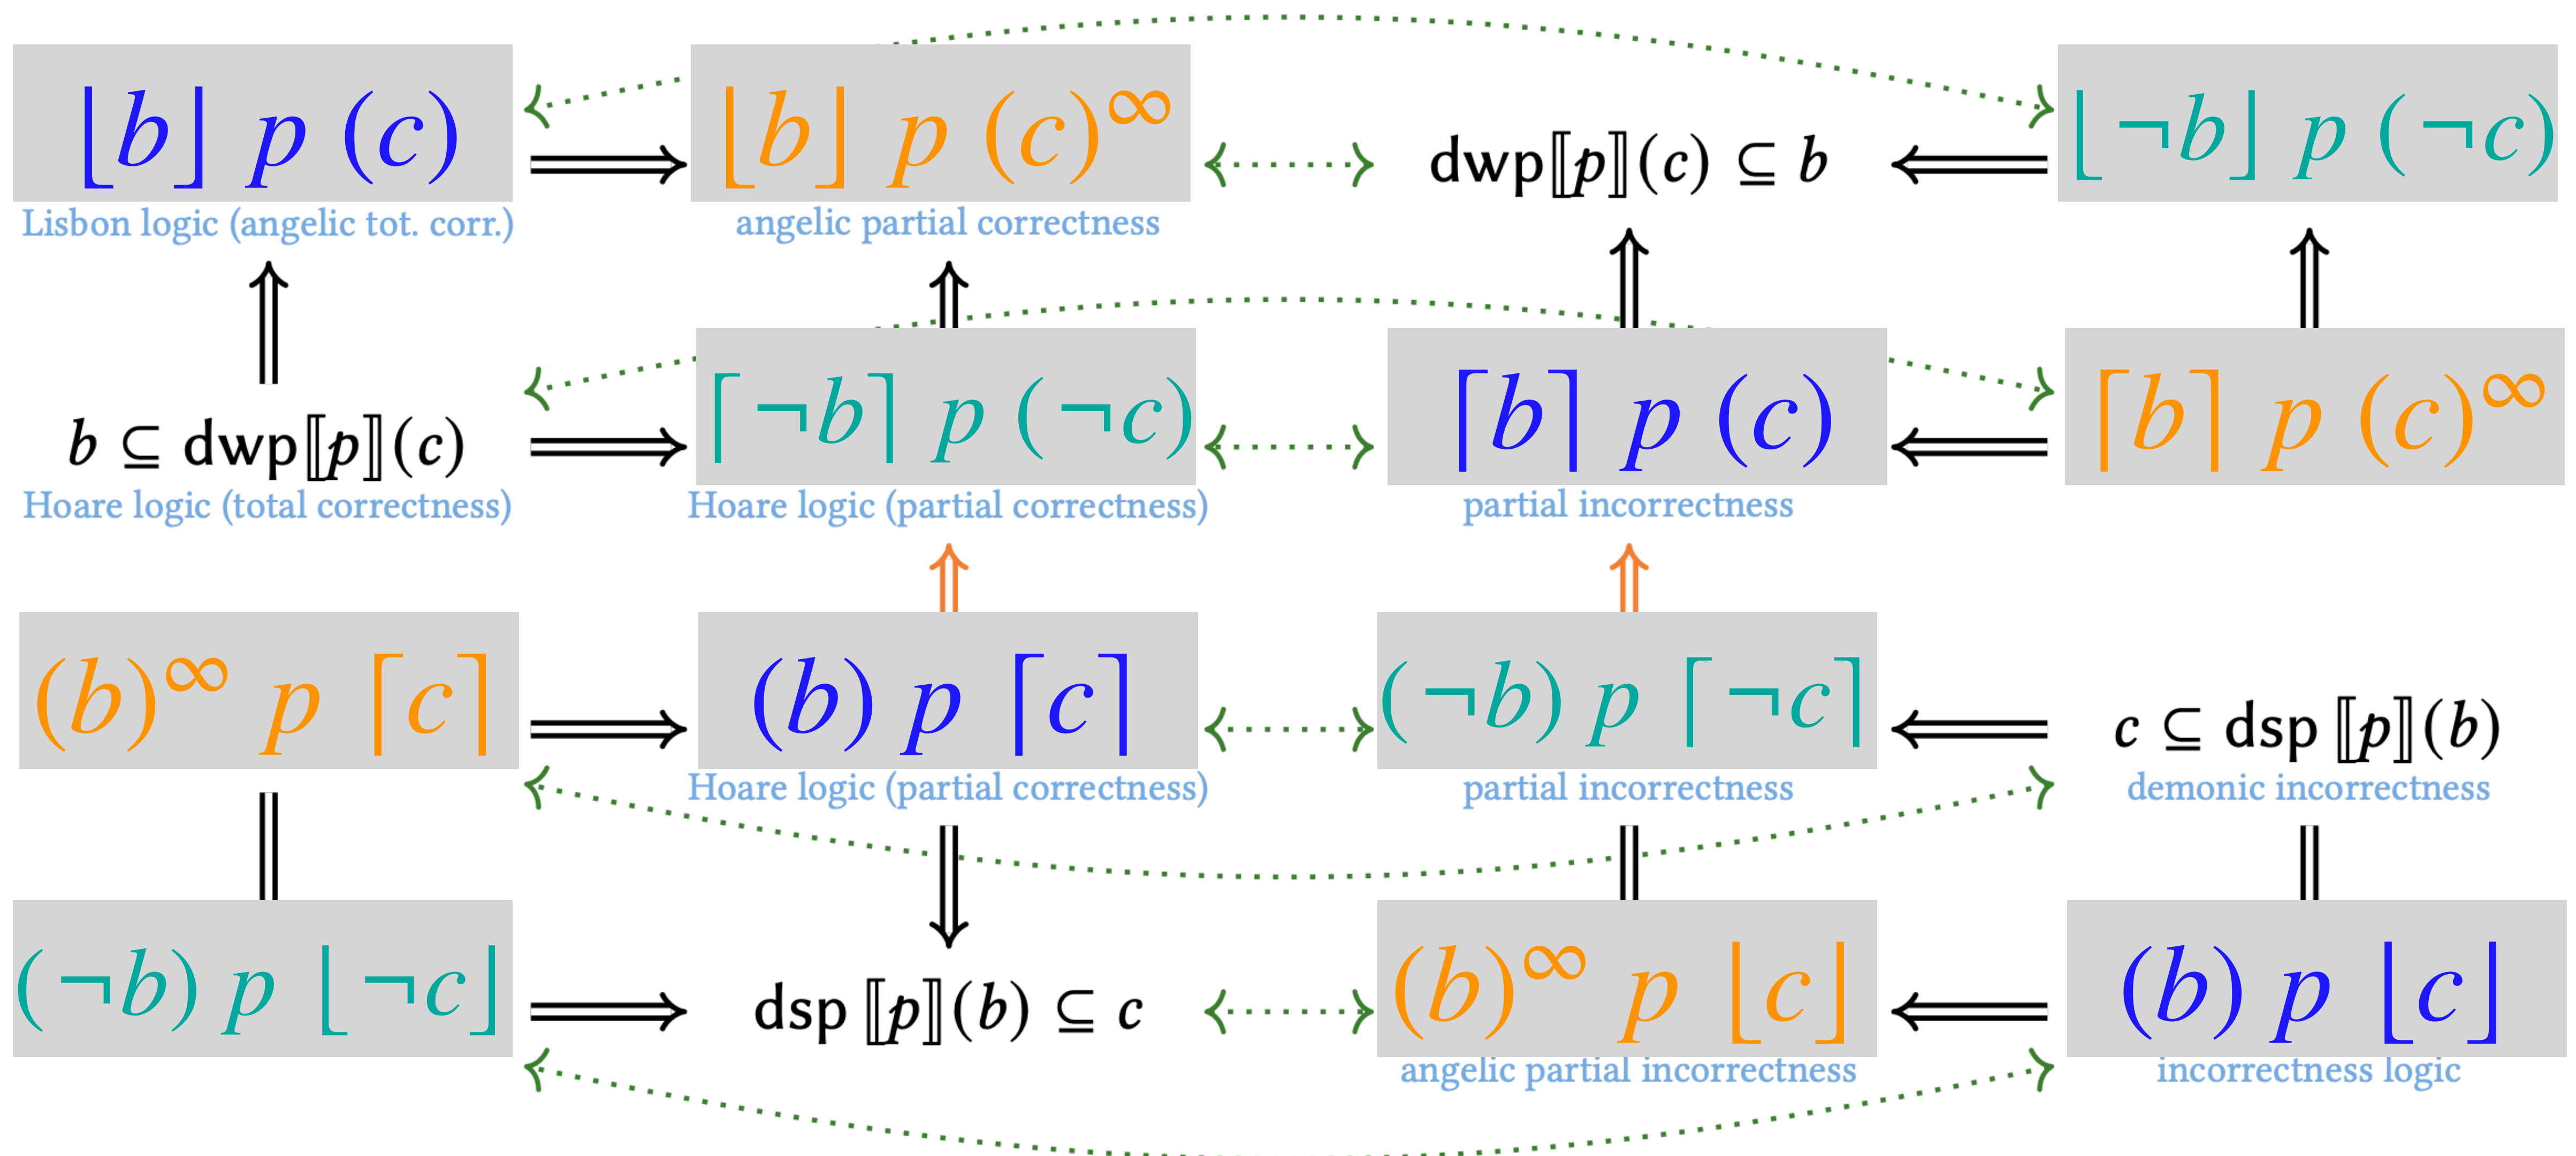 ⌊b⌋ p (c)
⌊b⌋ p (c)^∞
dwp⟦p⟧(c) ⊆ b
⌊¬b⌋ p (¬c)
Lisbon logic (angelic tot. corr.)
angelic partial correctness
b ⊆ dwp⟦p⟧(c)
⌈¬b⌉ p (¬c)
⌈b⌉ p (c)
⌈b⌉ p (c)^∞
Hoare logic (total correctness)
Hoare logic (partial correctness)
partial incorrectness
(b)^∞ p ⌈c⌉
(b) p ⌈c⌉
(¬b) p ⌈¬c⌉
c ⊆ dsp ⟦p⟧(b)
Hoare logic (partial correctness)
partial incorrectness
demonic incorrectness
(¬b) p ⌊¬c⌋
dsp ⟦p⟧(b) ⊆ c
(b)^∞ p ⌊c⌋
(b) p ⌊c⌋
angelic partial incorrectness
incorrectness logic